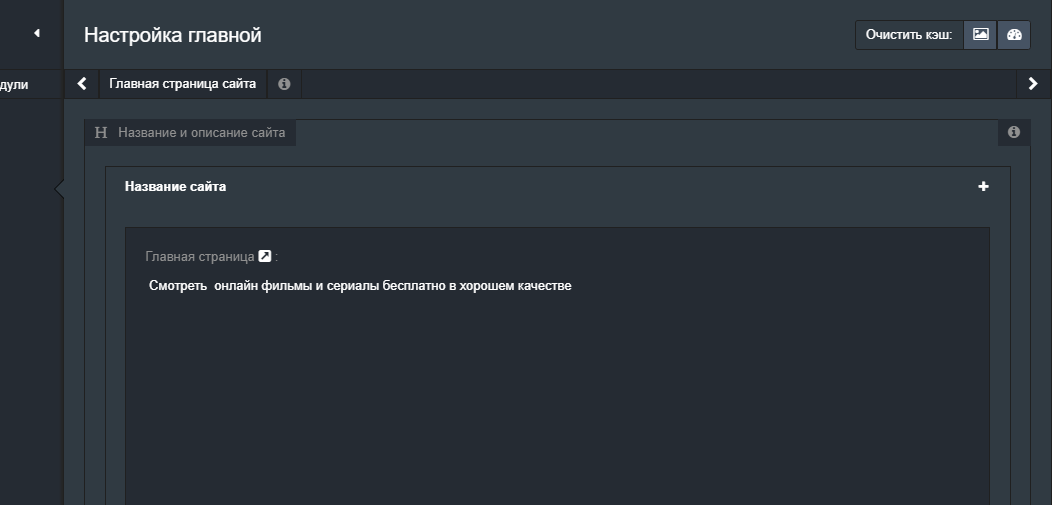 Настройка главной
Очистить кэш:
дули
Главная страница сайта
H Название и описание сайта
Название сайта
Главная страница :
Смотреть онлайн фильмы и сериалы бесплатно в хорошем качестве